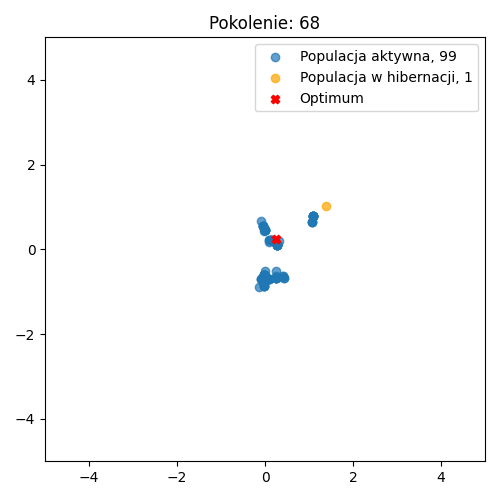 Pokolenie: 68
Populacja aktywna, 99
Populacja w hibernacji, 1
Optimum
4
2
0
−2
−4
−4
−2
0
2
4